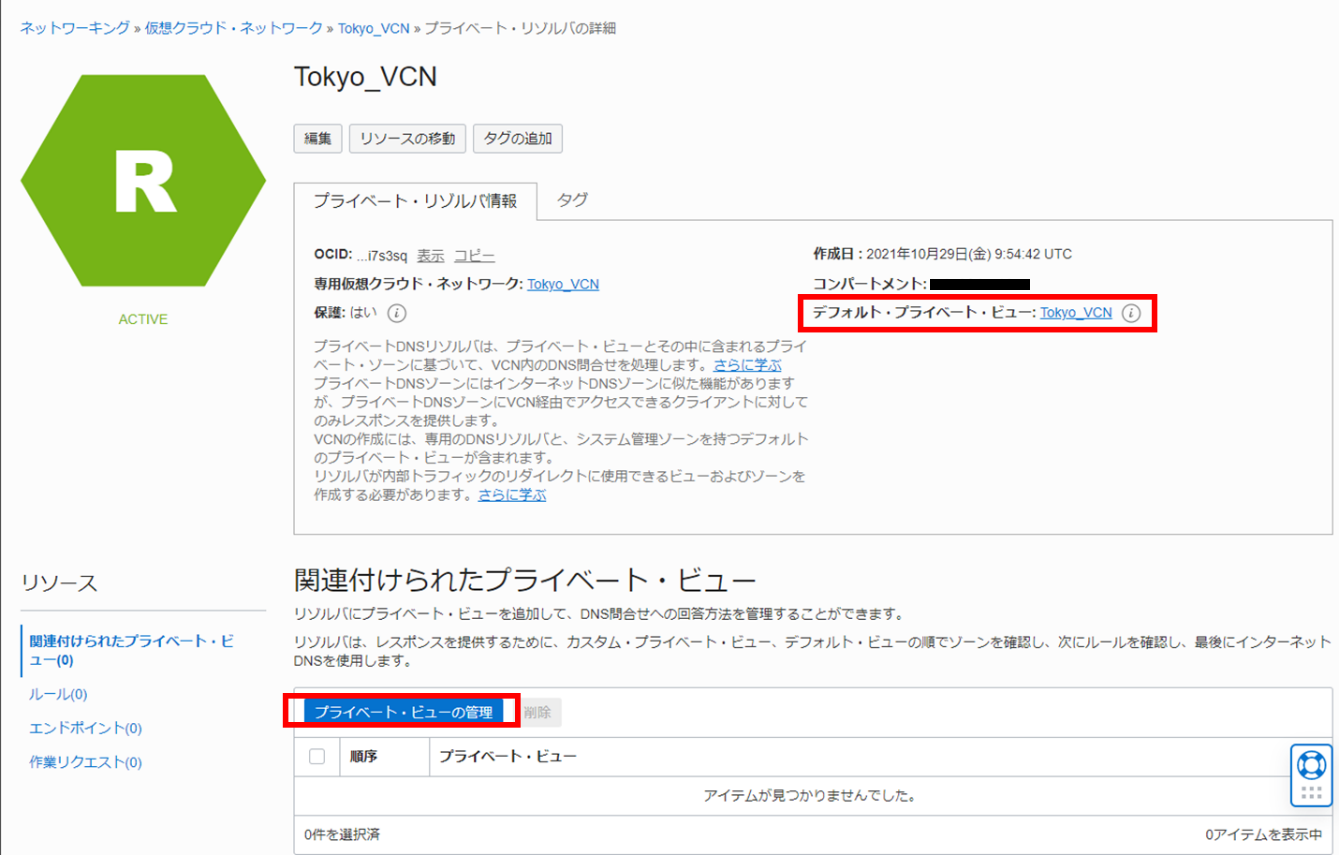 ネットワーキング » 仮想クラウド・ネットワーク » Tokyo_VCN » プライベート・リゾルバの詳細
R
ACTIVE
Tokyo_VCN
編集 リソースの移動 タグの追加
プライベート・リゾルバ情報 タグ
OCID: ...i7s3sq 表示 コピー
専用仮想クラウド・ネットワーク: Tokyo_VCN
保護: はい
作成日 : 2021年10月29日(金) 9:54:42 UTC
コンパートメント:
デフォルト・プライベート・ビュー: Tokyo_VCN
プライベートDNSリゾルバは、プライベート・ビューとその中に含まれるプライ
ベート・ゾーンに基づいて、VCN内のDNS問合せを処理します。さらに学ぶ
プライベートDNSゾーンにはインターネットDNSゾーンに似た機能があります
が、プライベートDNSゾーンにVCN経由でアクセスできるクライアントに対して
のみレスポンスを提供します。
VCNの作成には、専用のDNSリゾルバと、システム管理ゾーンを持つデフォルト
のプライベート・ビューが含まれます。
リゾルバが内部トラフィックのリダイレクトに使用できるビューおよびゾーンを
作成する必要があります。さらに学ぶ
リソース
関連付けられたプライベート・ビ
ュー(0)
ルール(0)
エンドポイント(0)
作業リクエスト(0)
関連付けられたプライベート・ビュー
リゾルバにプライベート・ビューを追加して、DNS問合せへの回答方法を管理することができます。
リゾルバは、レスポンスを提供するために、カスタム・プライベート・ビュー、デフォルト・ビューの順でゾーンを確認し、次にルールを確認し、最後にインターネット
DNSを使用します。
プライベート・ビューの管理 削除
順序 プライベート・ビュー
アイテムが見つかりませんでした。
0件を選択済 0アイテムを表示中